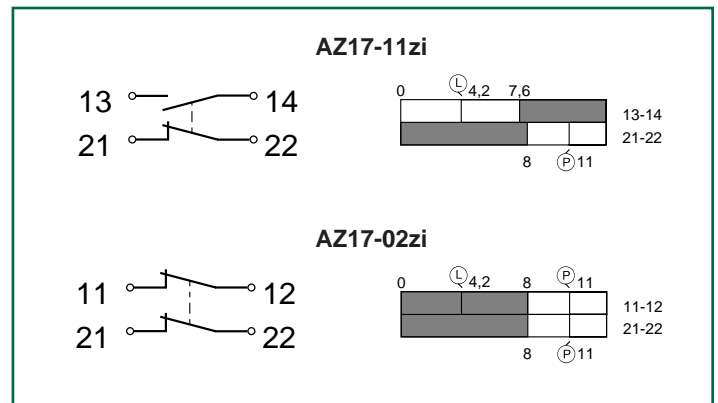 AZ17-11zi
13 14
21 22
0 L 4,2 7,6
13-14
21-22
8 P 11
AZ17-02zi
11 12
21 22
0 L 4,2 8 P 11
11-12
21-22
8 P 11